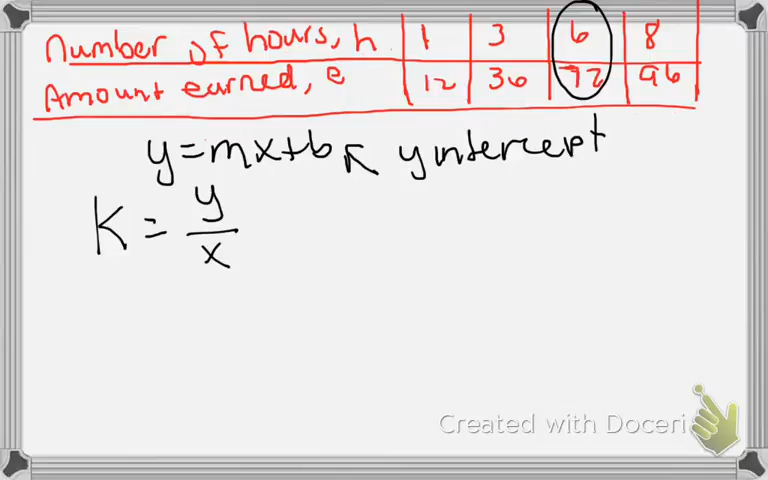 Number of hours, h 1 3 6 8
Amount earned, e 12 36 72 96
y=mx+b y intercept
K = y/x
Created with Doceri